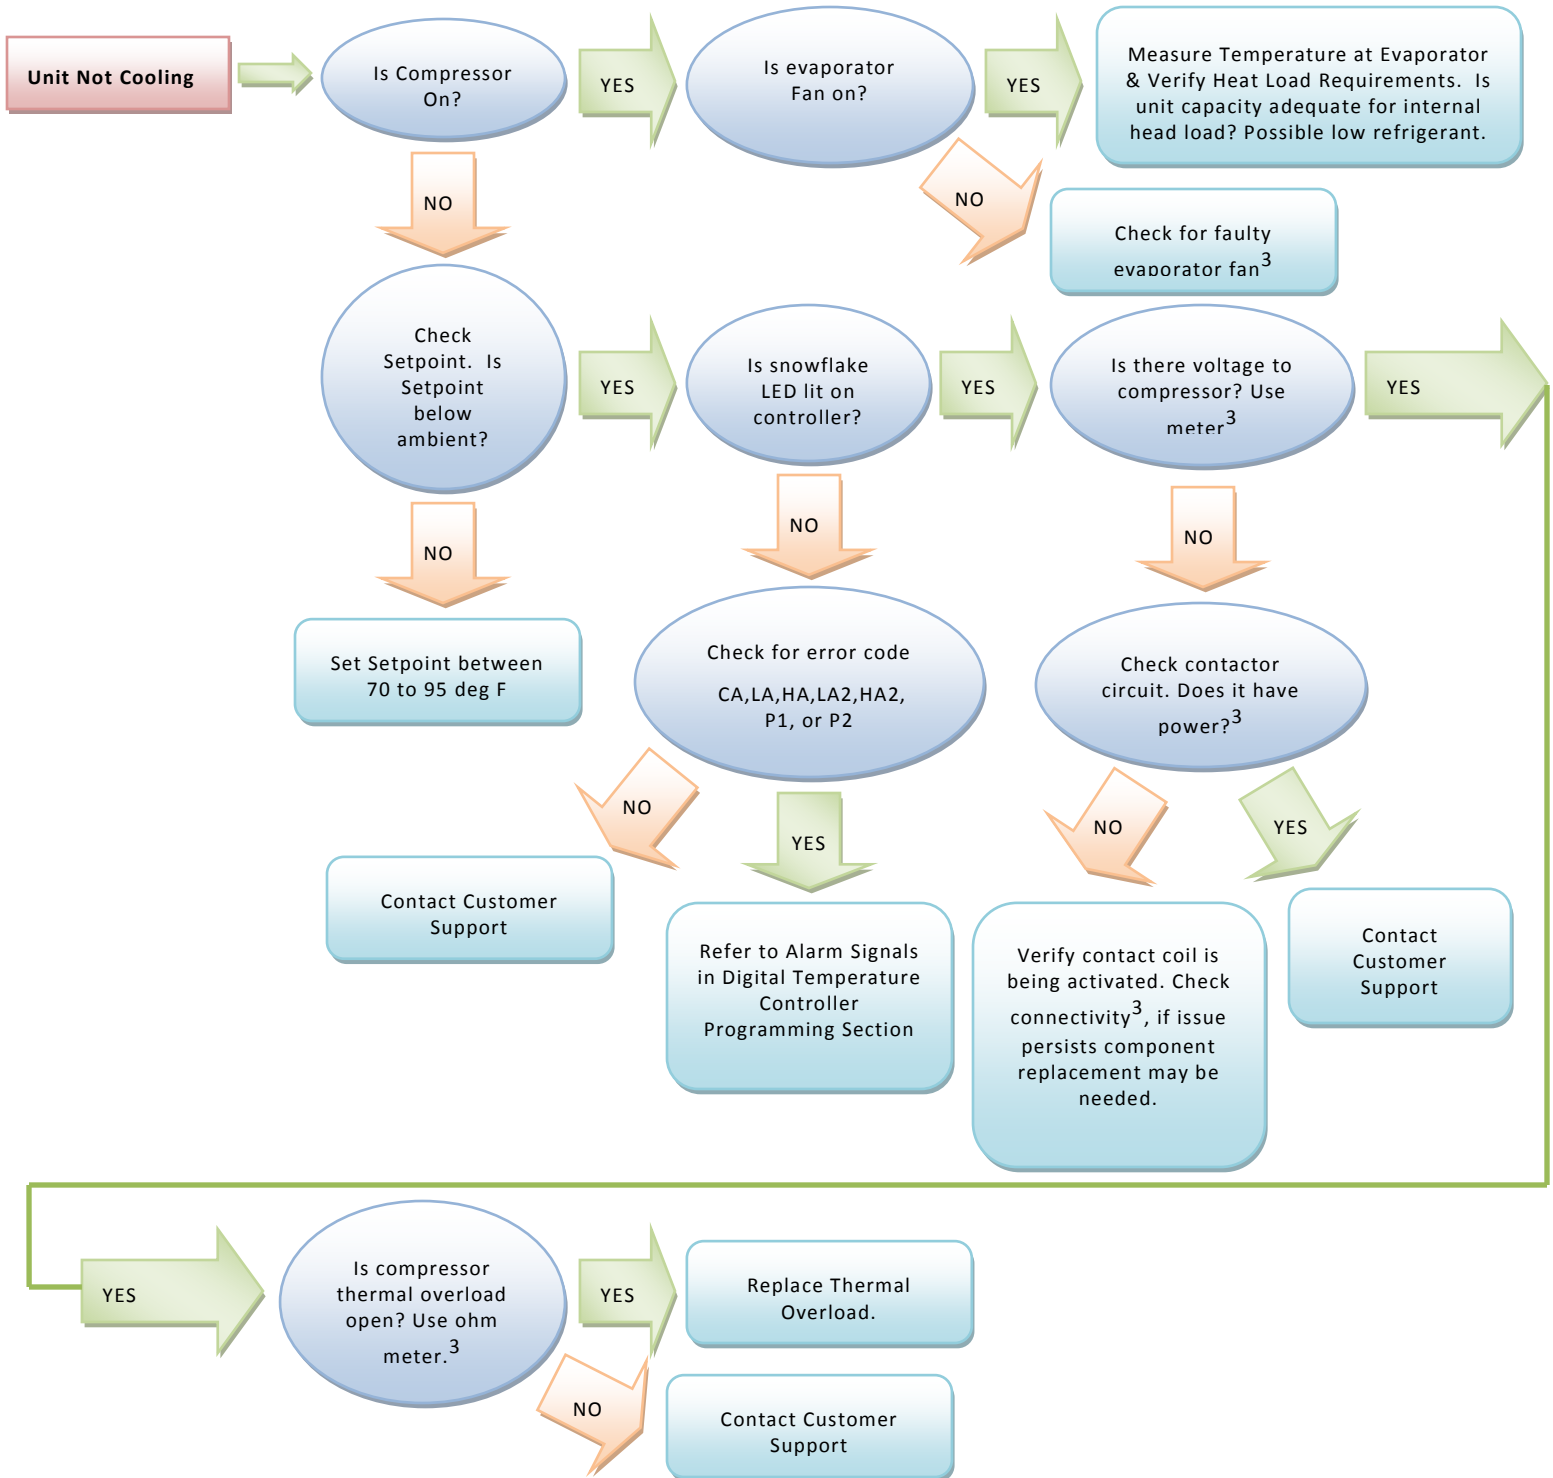 Unit Not Cooling
Is Compressor
On?
YES
Is evaporator
Fan on?
YES
Measure Temperature at Evaporator
& Verify Heat Load Requirements. Is
unit capacity adequate for internal
head load? Possible low refrigerant.
NO
NO
Check for faulty
evaporator fan3
Check
Setpoint. Is
Setpoint
below
ambient?
YES
Is snowflake
LED lit on
controller?
YES
Is there voltage to
compressor? Use
meter3
YES
NO
NO
NO
Set Setpoint between
70 to 95 deg F
Check for error code
CA,LA,HA,LA2,HA2,
P1, or P2
Check contactor
circuit. Does it have
power?3
NO
YES
NO
YES
Contact Customer
Support
Refer to Alarm Signals
in Digital Temperature
Controller
Programming Section
Verify contact coil is
being activated. Check
connectivity3, if issue
persists component
replacement may be
needed.
Contact
Customer
Support
YES
Is compressor
thermal overload
open? Use ohm
meter.3
YES
Replace Thermal
Overload.
NO
Contact Customer
Support